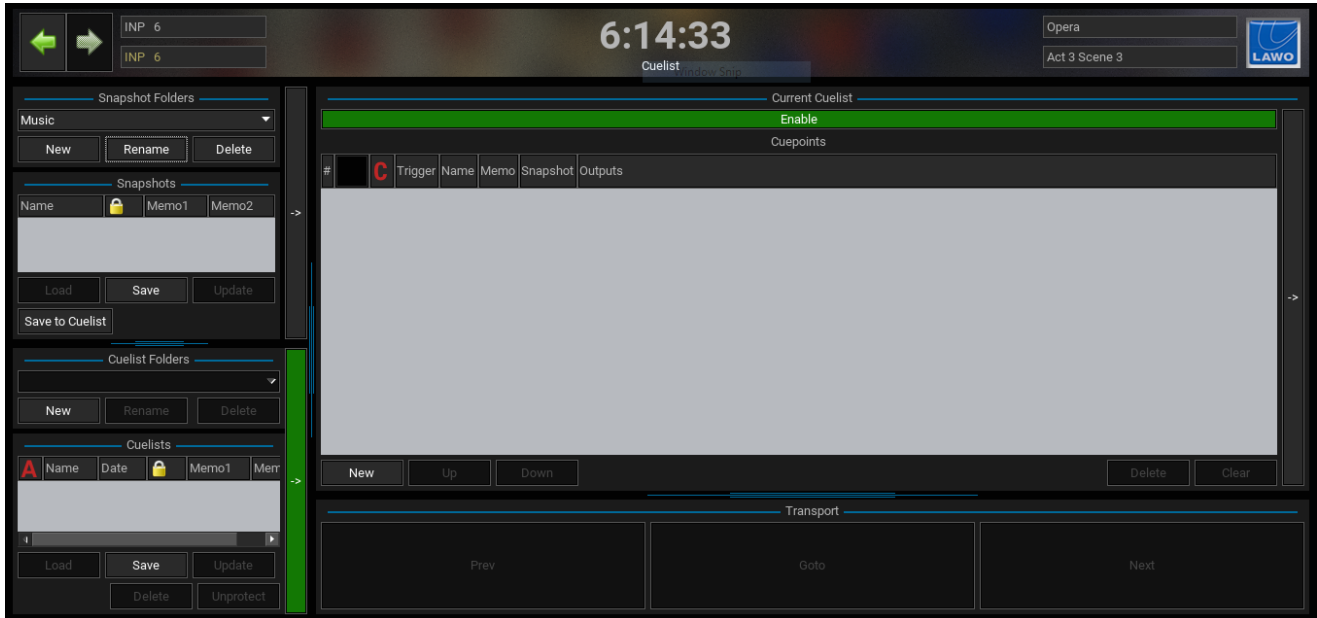 INP 6
INP 6
6:14:33
Cuelist
Window Snip
Opera
Act 3 Scene 3
LAWO
Snapshot Folders
Music
New Rename Delete
Snapshots
Name Memo1 Memo2
->
Load Save Update
Save to Cuelist
Cuelist Folders
New Rename Delete
Cuelists
A Name Date Memo1 Mem
->
Load Save Update
Delete Unprotect
Current Cuelist
Enable
Cuepoints
# C Trigger Name Memo Snapshot Outputs
->
New Up Down Delete Clear
Transport
Prev Goto Next